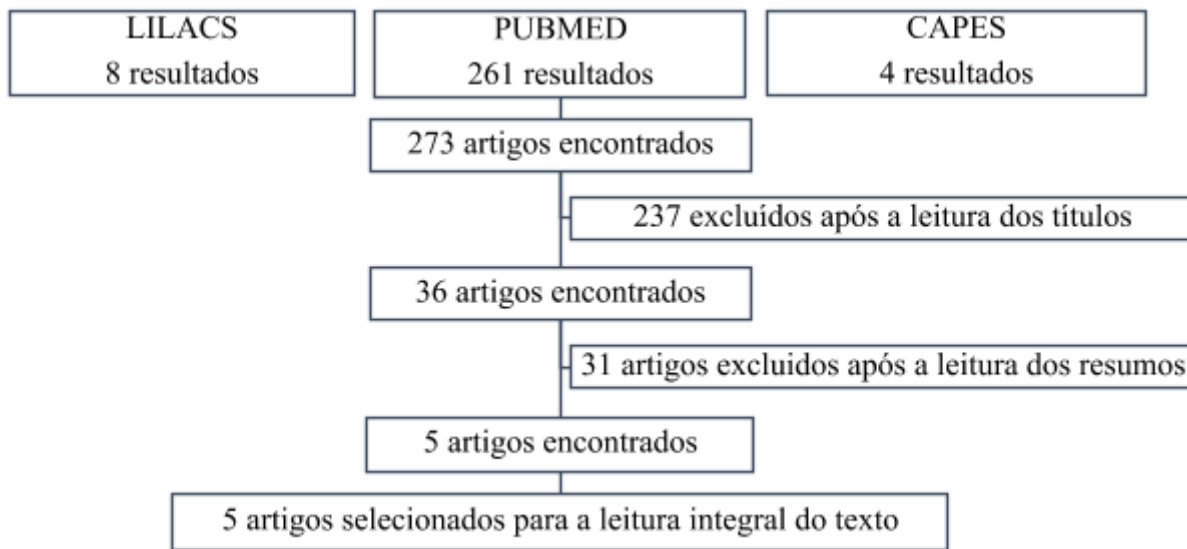 LILACS
8 resultados
PUBMED
261 resultados
CAPES
4 resultados
273 artigos encontrados
237 excluídos após a leitura dos títulos
36 artigos encontrados
31 artigos excluidos após a leitura dos resumos
5 artigos encontrados
5 artigos selecionados para a leitura integral do texto